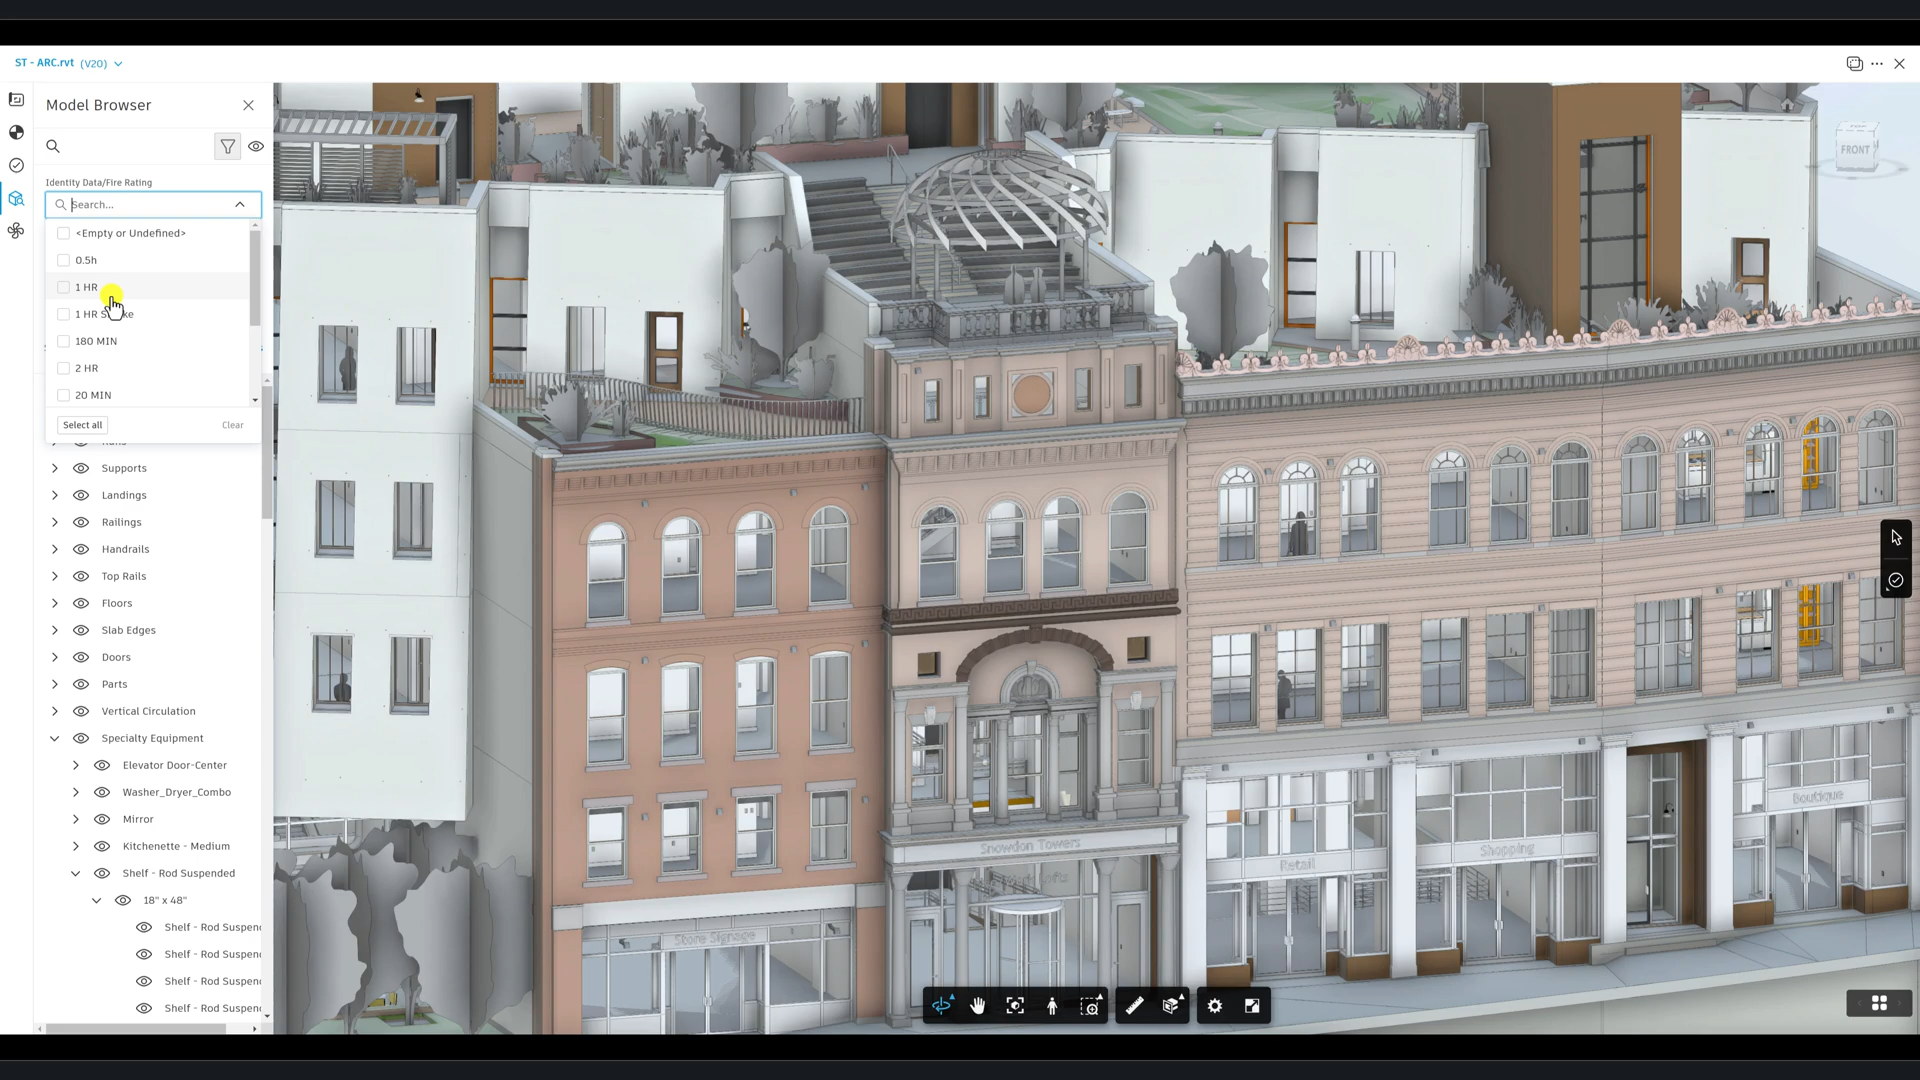 ST - ARC.rvt (V20)
Model Browser
Identity Data/Fire Rating
Search...
<Empty or Undefined>
0.5h
1 HR
1 HR
180 MIN
2 HR
20 MIN
Select all
Clear
Supports
Landings
Railings
Handrails
Top Rails
Floors
Slab Edges
Doors
Parts
Vertical Circulation
Specialty Equipment
Elevator Door-Center
Washer_Dryer_Combo
Mirror
Kitchenette - Medium
Shelf - Rod Suspended
18" x 48"
Shelf - Rod Suspen
Shelf - Rod Suspen
Shelf - Rod Suspen
Shelf - Rod Suspen
FRONT
Snowdon Towers
Lofts
Store Signage
Retail
Shopping
Boutique